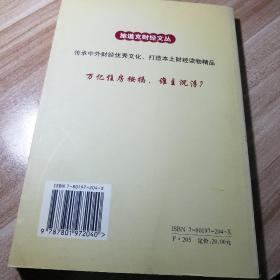 旅道克财经文丛
传承中外财经优秀文化,打造本土财经读物精品
万亿住房按揭,谁主沉浮?
ISBN 7-80197-204-X
9 787801 972040 >
ISBN 7-80197-204-X
F·205 定价:20.00元